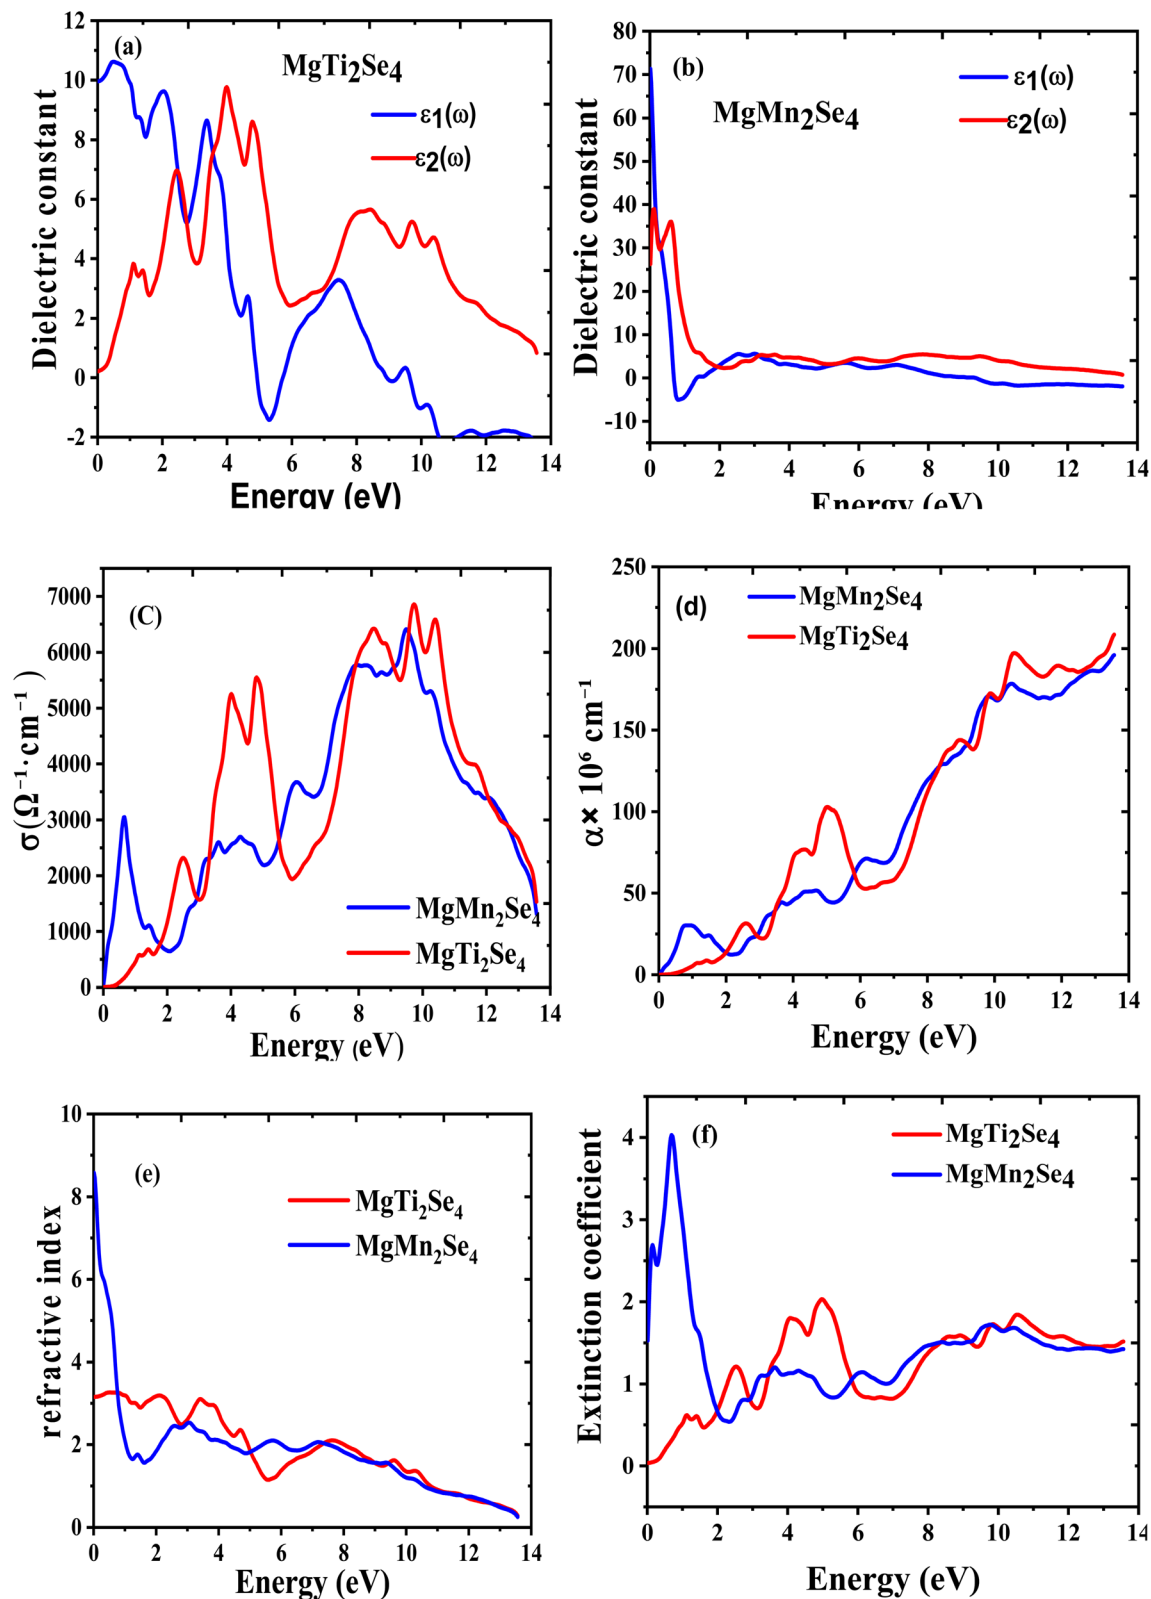 (a)
MgTi2Se4
ε1(ω)
ε2(ω)
Dielectric constant
12
10
8
6
4
2
0
-2
0 2 4 6 8 10 12 14
Energy (eV)
(b)
MgMn2Se4
ε1(ω)
ε2(ω)
Dielectric constant
80
70
60
50
40
30
20
10
0
-10
0 2 4 6 8 10 12 14
Energy (eV)
(C)
σ(Ω⁻¹·cm⁻¹)
7000
6000
5000
4000
3000
2000
1000
0
MgMn2Se4
MgTi2Se4
0 2 4 6 8 10 12 14
Energy (eV)
(d)
MgMn2Se4
MgTi2Se4
α× 10⁶ cm⁻¹
250
200
150
100
50
0
0 2 4 6 8 10 12 14
Energy (eV)
(e)
MgTi2Se4
MgMn2Se4
refractive index
10
8
6
4
2
0
0 2 4 6 8 10 12 14
Energy (eV)
(f)
MgTi2Se4
MgMn2Se4
Extinction coefficient
4
3
2
1
0
0 2 4 6 8 10 12 14
Energy (eV)